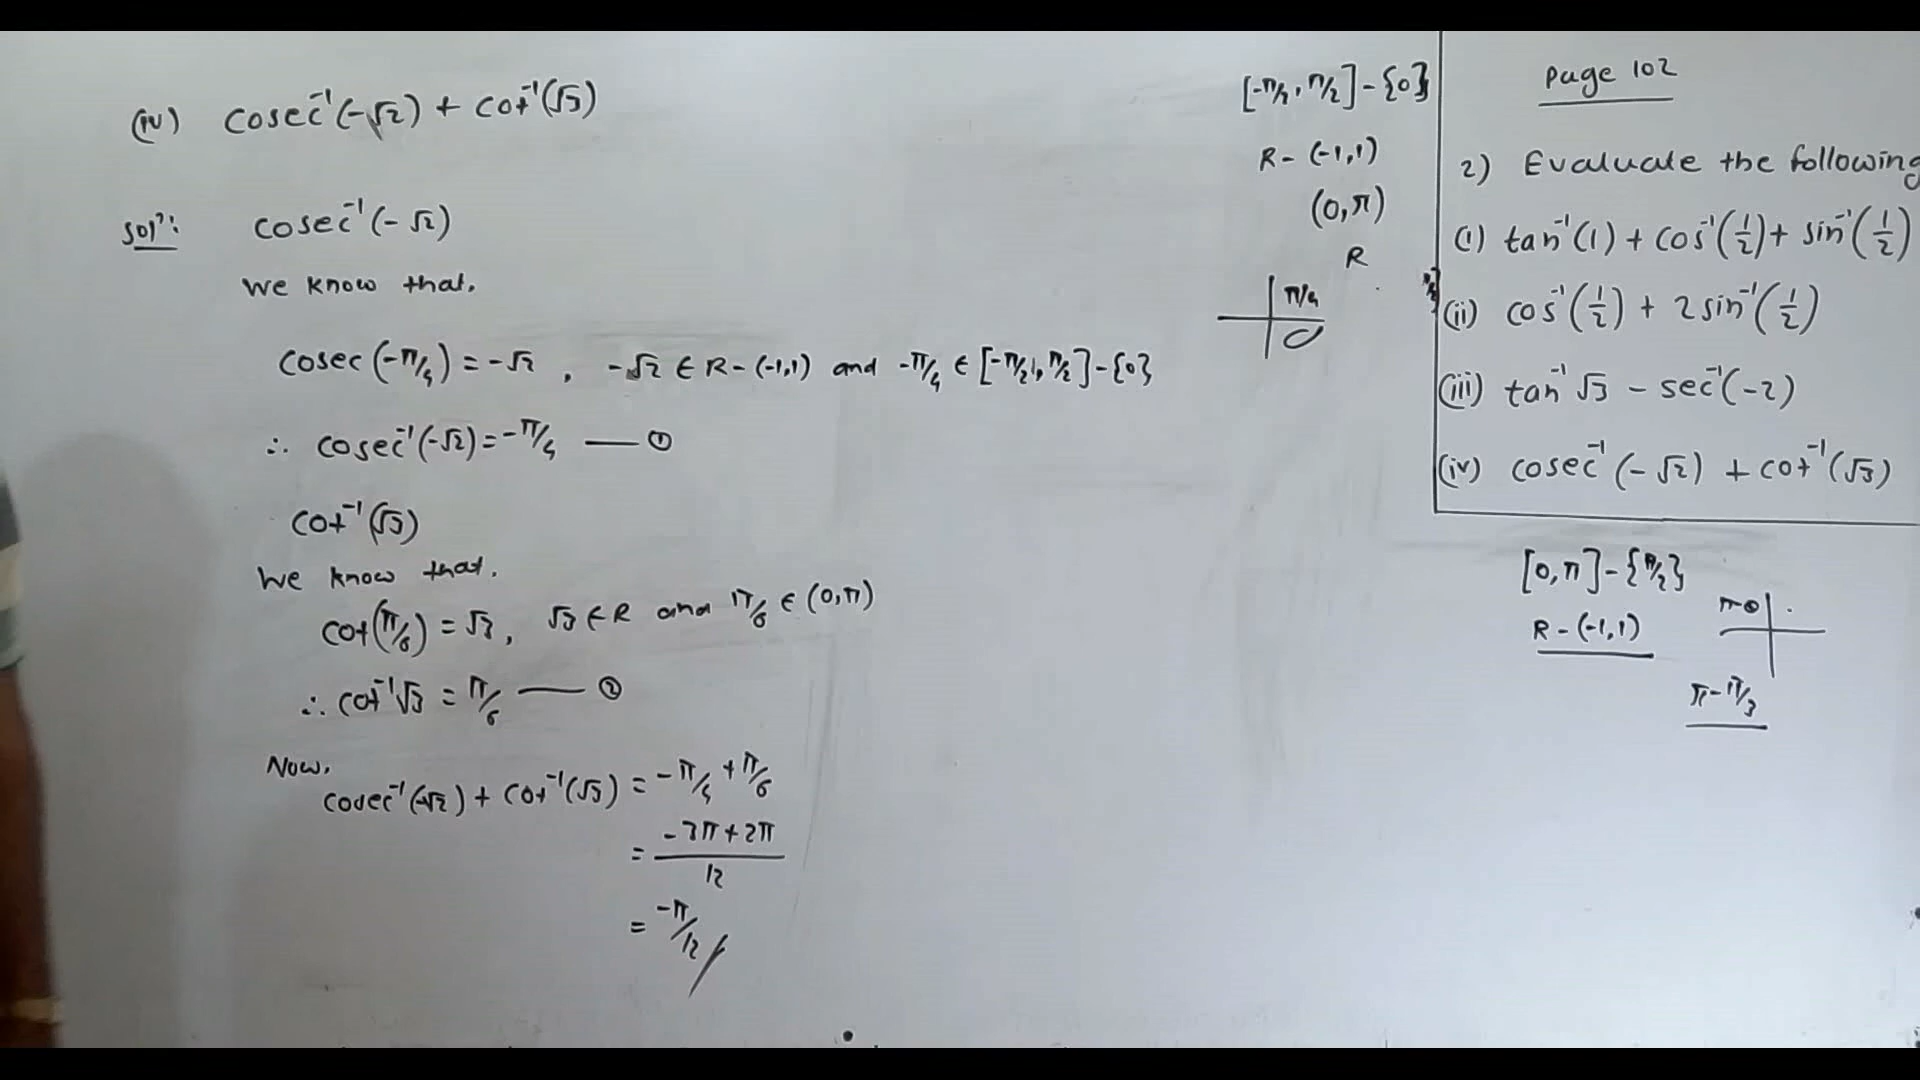 (iv) cosec⁻¹(-√2) + cot⁻¹(√3)
Solⁿ: cosec⁻¹(-√2)
We know that,
cosec(-π/4) = -√2, -√2 ∈ R-(-1,1) and -π/4 ∈ [-π/2, π/2]-{0}
∴ cosec⁻¹(-√2) = -π/4 —— ①
cot⁻¹(√3)
We know that,
cot(π/6) = √3, √3 ∈ R and π/6 ∈ (0,π)
∴ cot⁻¹√3 = π/6 —— ②
Now,
cosec⁻¹(-√2) + cot⁻¹(√3) = -π/4 + π/6
= (-3π+2π)/12
= -π/12
[-π/2, π/2]-{0}
R-(-1,1)
(0,π)
R
π/4
Page 102
2) Evaluate the following
(i) tan⁻¹(1) + cos⁻¹(1/2) + sin⁻¹(1/2)
(ii) cos⁻¹(1/2) + 2sin⁻¹(1/2)
(iii) tan⁻¹√3 - sec⁻¹(-2)
(iv) cosec⁻¹(-√2) + cot⁻¹(√3)
[0,π]-{π/2}
R-(-1,1)
π-θ
π-π/3